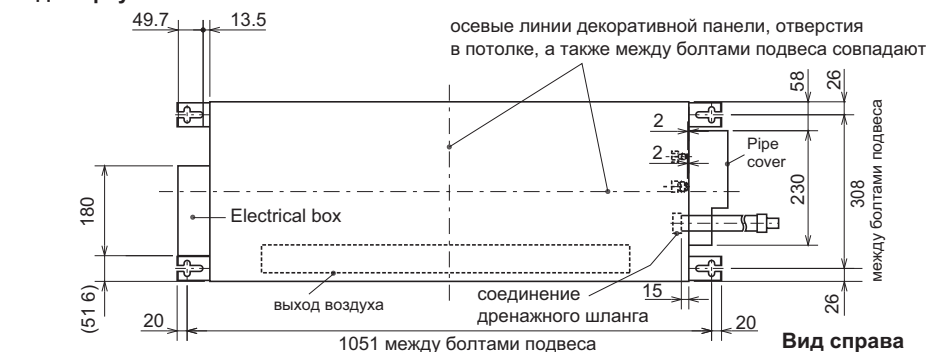 49.7
13.5
осевые линии декоративной панели, отверстия
в потолке, а также между болтами подвеса совпадают
58
26
2
2
Pipe
cover
230
308
между болтами подвеса
180
Electrical box
(51 6)
выход воздуха
соединение
дренажного шланга
15
26
20
1051 между болтами подвеса
20
Вид справа